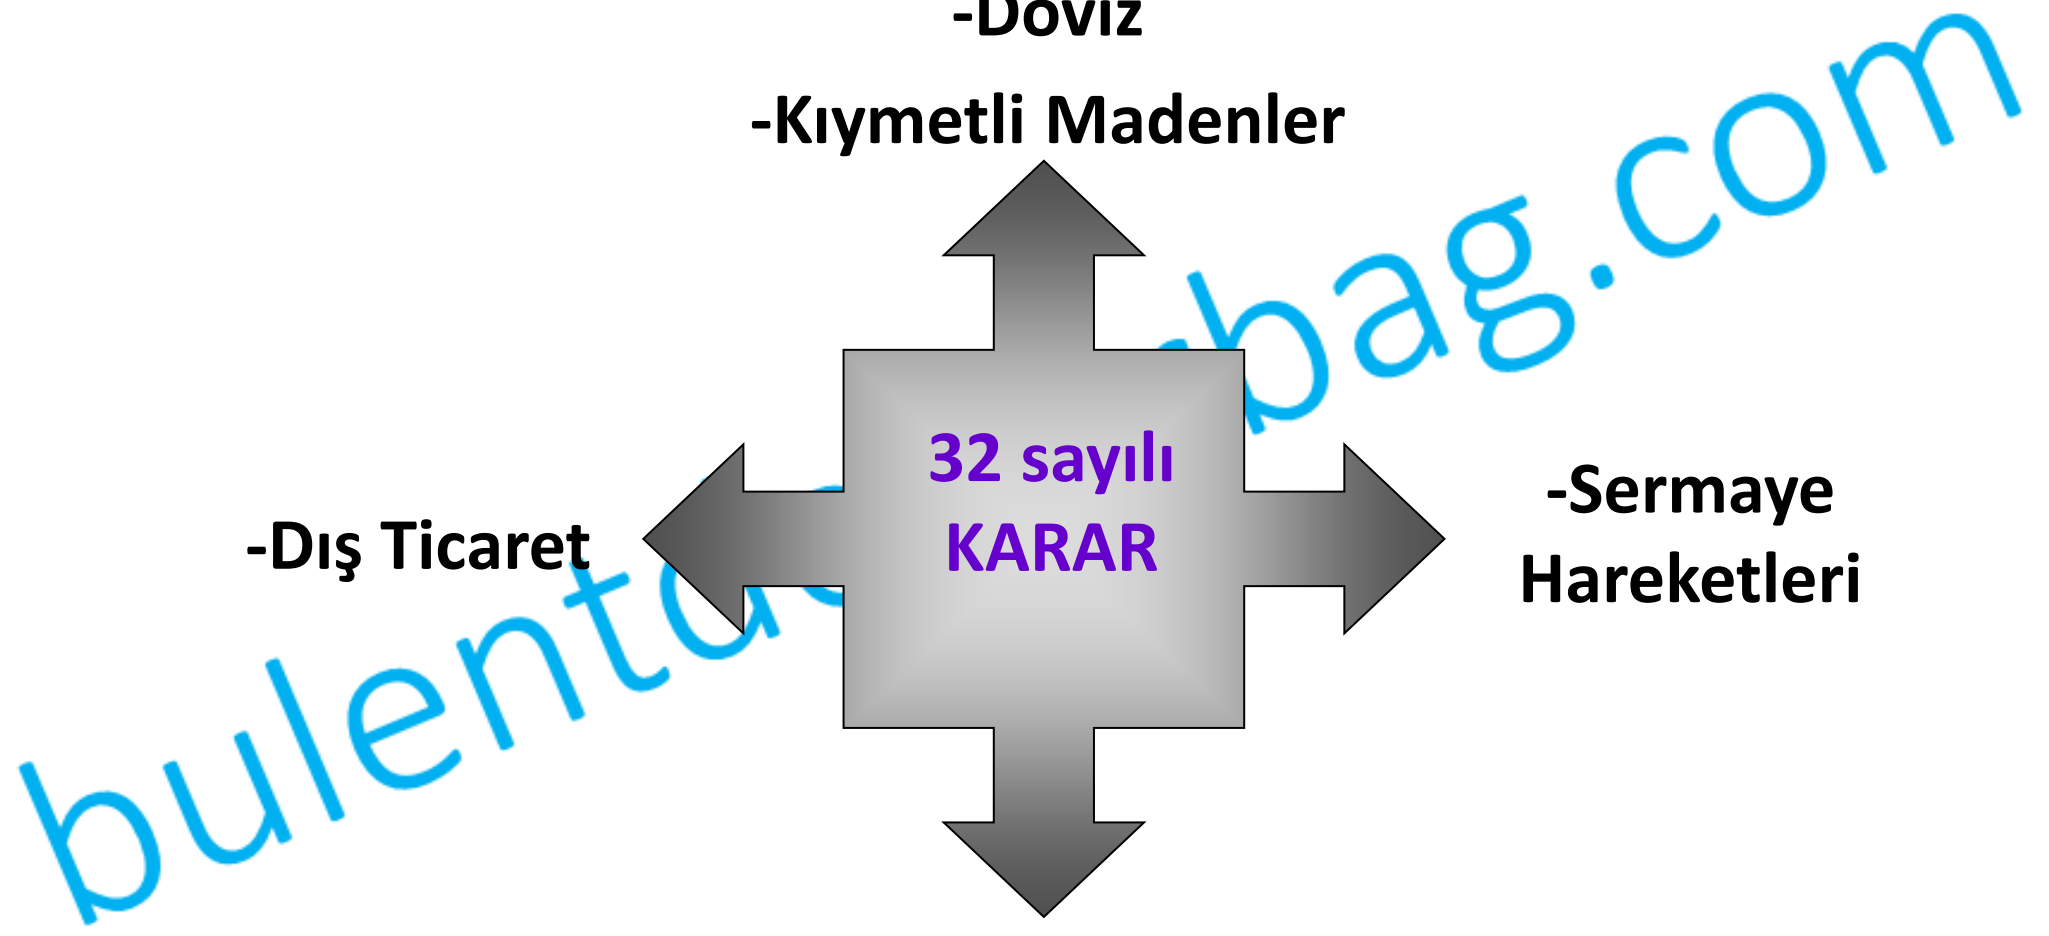 -Döviz
-Kıymetli Madenler
32 sayılı
KARAR
-Dış Ticaret
-Sermaye
Hareketleri